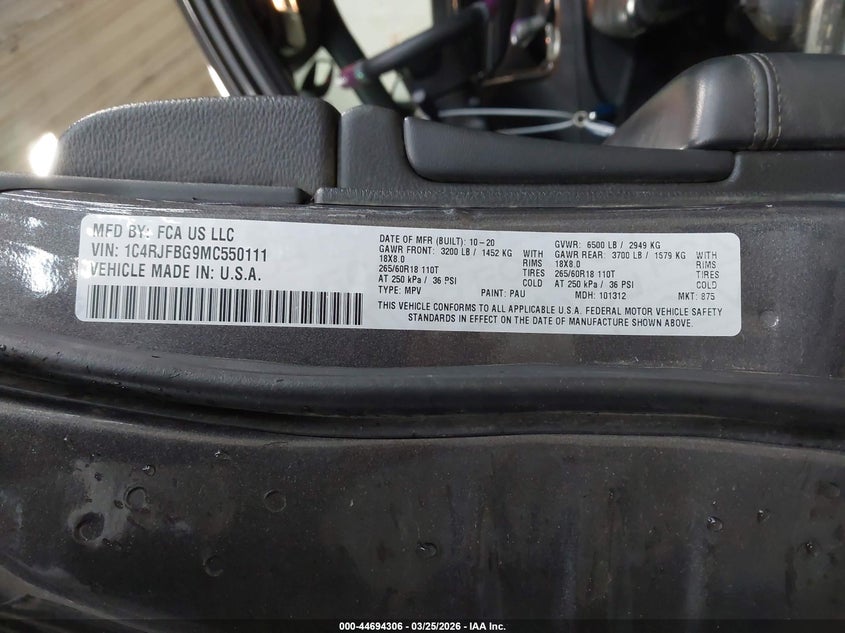 MFD BY: FCA US LLC
VIN: 1C4RJFBG9MC550111
VEHICLE MADE IN U.S.A.
DATE OF MFR (BUILT): 10-20 GVWR: 6500 LB / 2949 KG
GAWR FRONT: 3200 LB / 1452 KG WITH GAWR REAR: 3700 LB / 1579 KG WITH
18X8.0 RIMS 18X8.0 RIMS
265/60R18 110T TIRES 265/60R18 110T TIRES
AT 250 kPa / 36 PSI COLD AT 250 kPa / 36 PSI COLD
TYPE: MPV PAINT: PAU MDH: 101312 MKT: 875
THIS VEHICLE CONFORMS TO ALL APPLICABLE U.S.A. FEDERAL MOTOR VEHICLE SAFETY
STANDARDS IN EFFECT ON THE DATE OF MANUFACTURE SHOWN ABOVE.
000-44694306 - 03/25/2026 - IAA Inc.